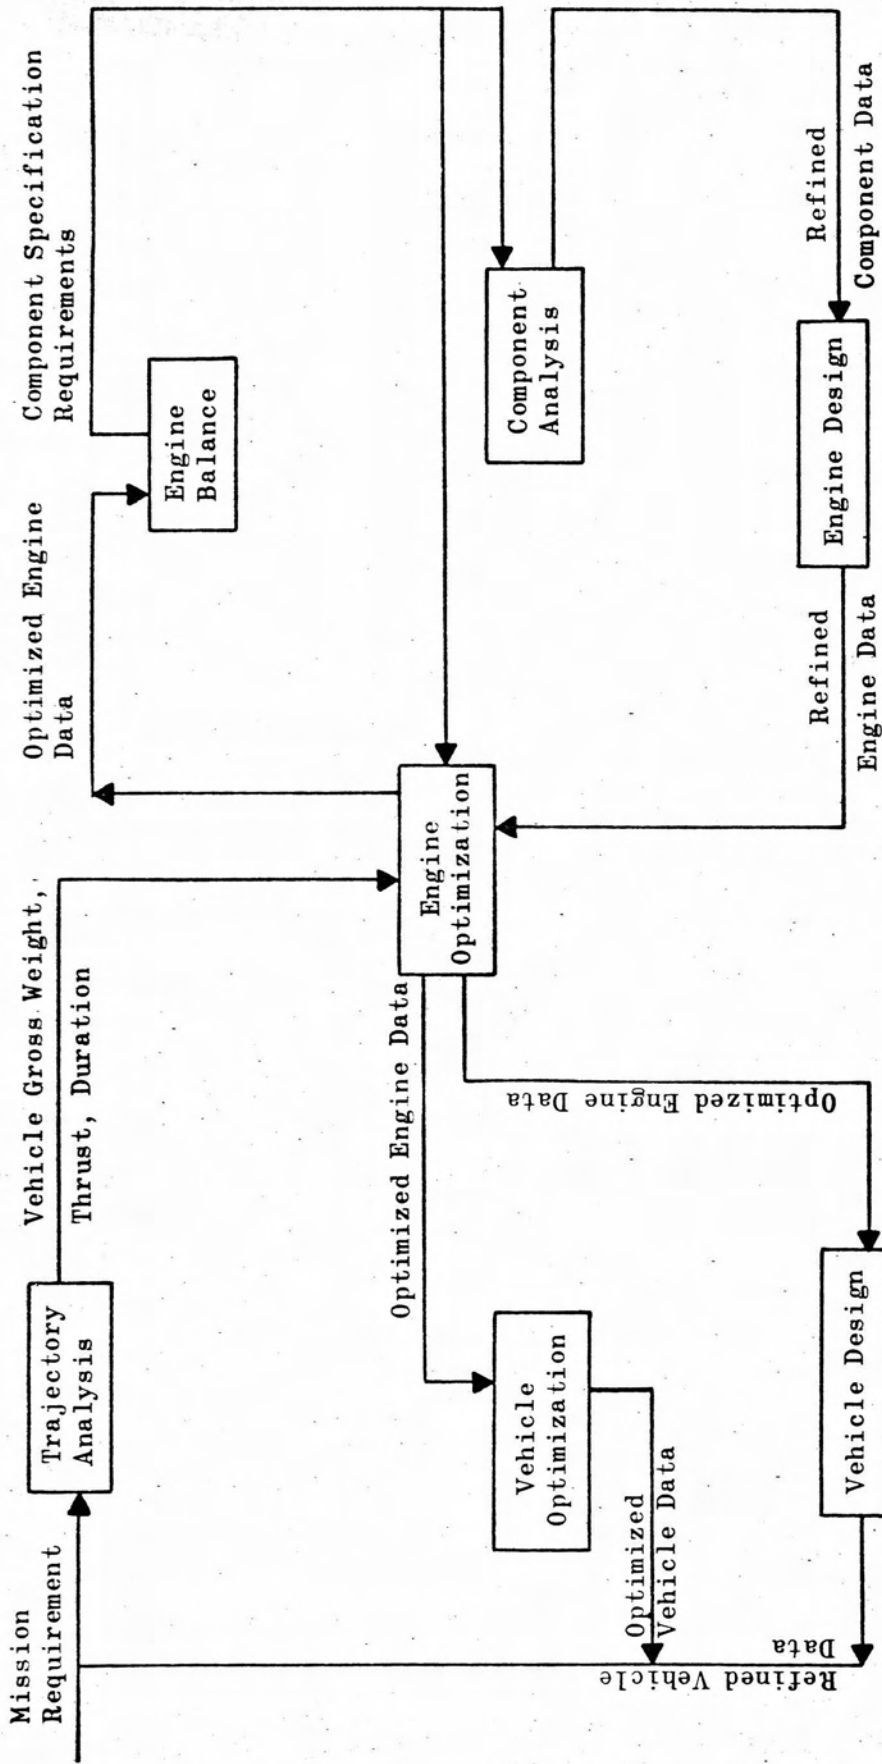 Mission
Requirement
Trajectory
Analysis
Vehicle Gross Weight,
Thrust, Duration
Optimized Engine
Data
Engine
Balance
Component Specification
Requirements
Engine
Optimization
Optimized Engine Data
Optimized Engine Data
Vehicle
Optimization
Optimized
Vehicle Data
Refined Vehicle
Data
Vehicle Design
Component
Analysis
Refined
Component Data
Engine Design
Refined
Engine Data